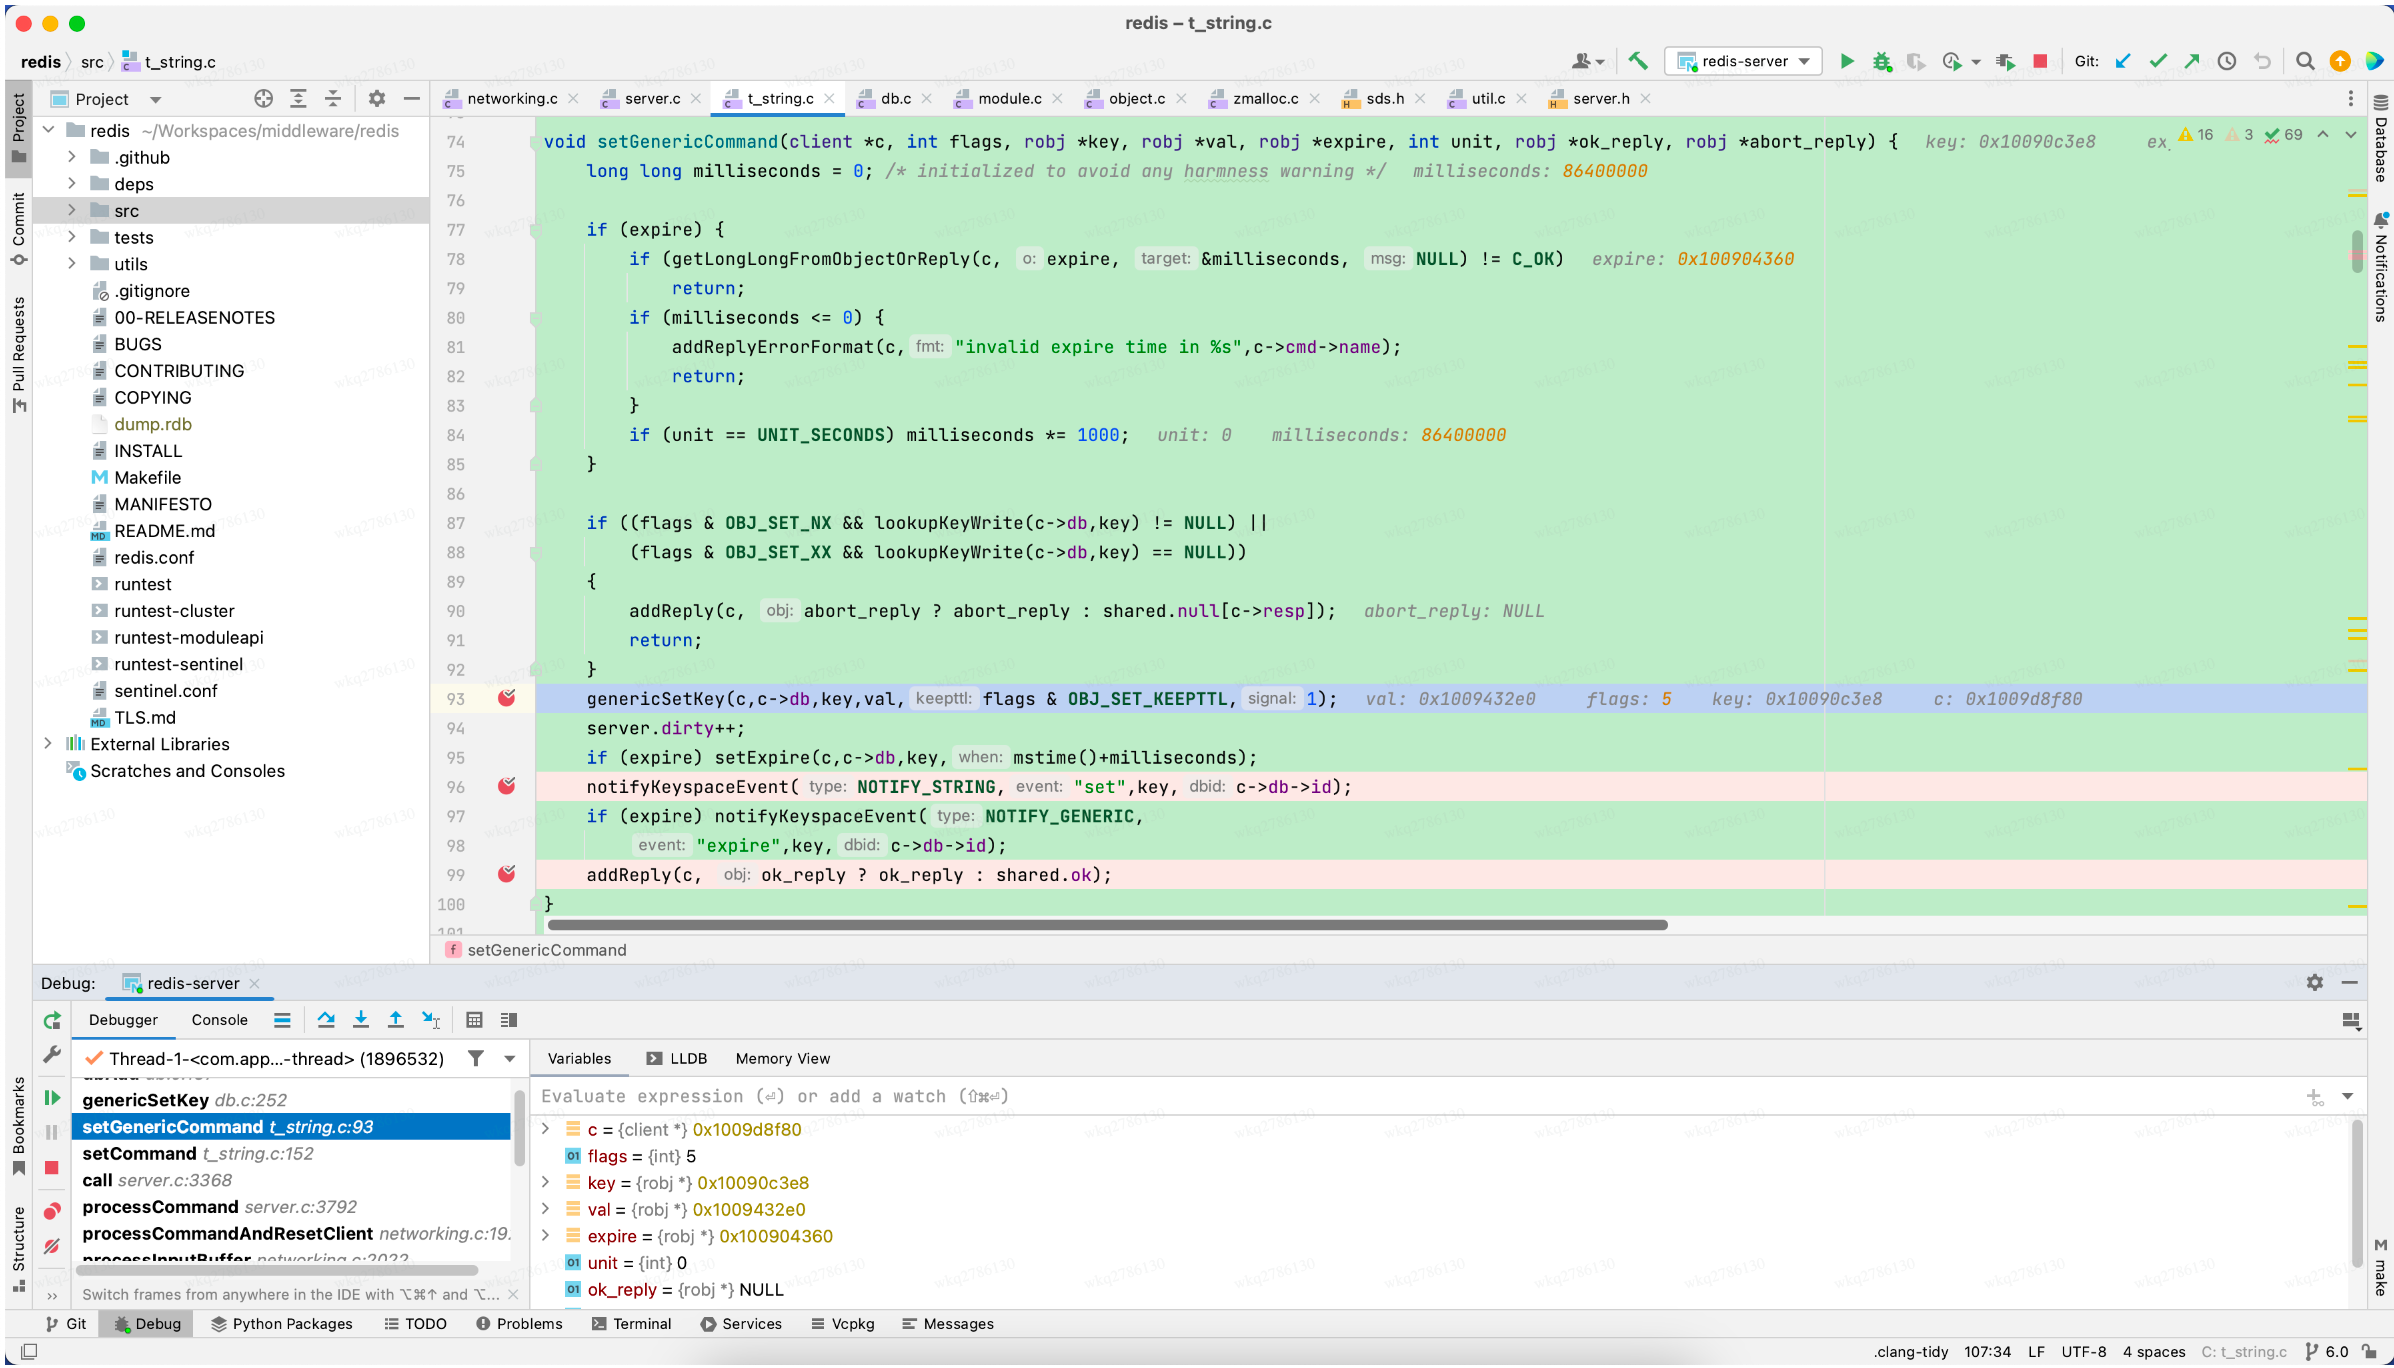 redis – t_string.c
redis src t_string.c
redis-server
Git:
Project
networking.c server.c t_string.c db.c module.c object.c zmalloc.c sds.h util.c server.h
Project
Commit
Pull Requests
Bookmarks
Structure
Database
Notifications
make
redis ~/Workspaces/middleware/redis
.github
deps
src
tests
utils
.gitignore
00-RELEASENOTES
BUGS
CONTRIBUTING
COPYING
dump.rdb
INSTALL
Makefile
MANIFESTO
README.md
redis.conf
runtest
runtest-cluster
runtest-moduleapi
runtest-sentinel
sentinel.conf
TLS.md
External Libraries
Scratches and Consoles
16 3 69
74 void setGenericCommand(client *c, int flags, robj *key, robj *val, robj *expire, int unit, robj *ok_reply, robj *abort_reply) { key: 0x10090c3e8 ex
75 long long milliseconds = 0; /* initialized to avoid any harmness warning */ milliseconds: 86400000
76
77 if (expire) {
78 if (getLongLongFromObjectOrReply(c, o: expire, target: &milliseconds, msg: NULL) != C_OK) expire: 0x100904360
79 return;
80 if (milliseconds <= 0) {
81 addReplyErrorFormat(c, fmt: "invalid expire time in %s",c->cmd->name);
82 return;
83 }
84 if (unit == UNIT_SECONDS) milliseconds *= 1000; unit: 0 milliseconds: 86400000
85 }
86
87 if ((flags & OBJ_SET_NX && lookupKeyWrite(c->db,key) != NULL) ||
88 (flags & OBJ_SET_XX && lookupKeyWrite(c->db,key) == NULL))
89 {
90 addReply(c, obj: abort_reply ? abort_reply : shared.null[c->resp]); abort_reply: NULL
91 return;
92 }
93 genericSetKey(c,c->db,key,val, keepttl: flags & OBJ_SET_KEEPTTL, signal: 1); val: 0x1009432e0 flags: 5 key: 0x10090c3e8 c: 0x1009d8f80
94 server.dirty++;
95 if (expire) setExpire(c,c->db,key, when: mstime()+milliseconds);
96 notifyKeyspaceEvent( type: NOTIFY_STRING, event: "set",key, dbid: c->db->id);
97 if (expire) notifyKeyspaceEvent( type: NOTIFY_GENERIC,
98 event: "expire",key, dbid: c->db->id);
99 addReply(c, obj: ok_reply ? ok_reply : shared.ok);
100 }
101
setGenericCommand
Debug: redis-server
Debugger Console
Thread-1-<com.app...-thread> (1896532)
genericSetKey db.c:252
setGenericCommand t_string.c:93
setCommand t_string.c:152
call server.c:3368
processCommand server.c:3792
processCommandAndResetClient networking.c:19.
processInputBuffer networking.c:2022
Switch frames from anywhere in the IDE with ⌥⌘↑ and ⌥...
Variables LLDB Memory View
Evaluate expression (⏎) or add a watch (⇧⌘⏎)
c = {client *} 0x1009d8f80
flags = {int} 5
key = {robj *} 0x10090c3e8
val = {robj *} 0x1009432e0
expire = {robj *} 0x100904360
unit = {int} 0
ok_reply = {robj *} NULL
Git Debug Python Packages TODO Problems Terminal Services Vcpkg Messages
.clang-tidy 107:34 LF UTF-8 4 spaces C: t_string.c 6.0
wkq2786130